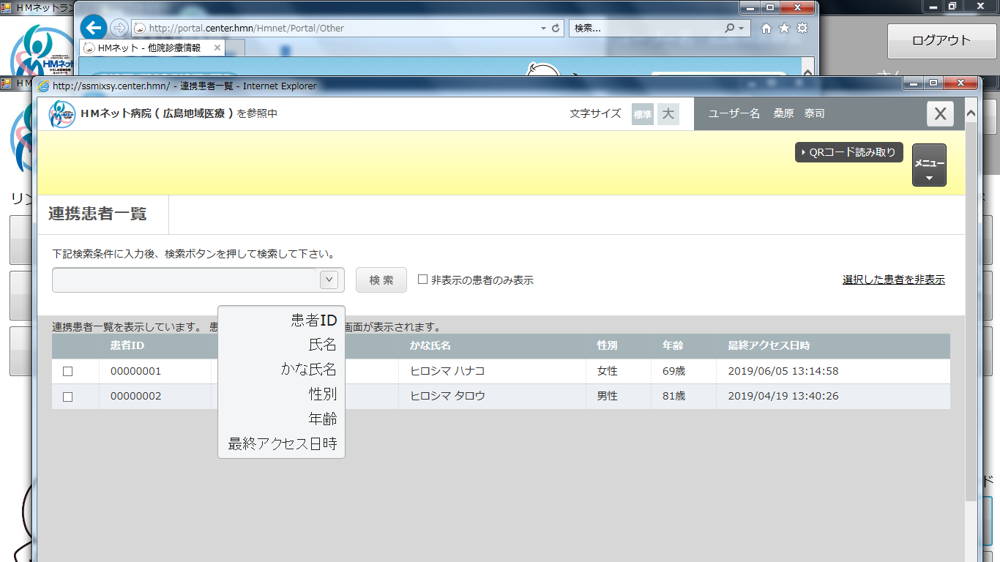 HMネットラン
http://portal.center.hmn/Hmnet/Portal/Other
検索...
HMネット - 他院診療情報
ログアウト
さん
HMネット
http://ssmixsy.center.hmn/ - 連携患者一覧 - Internet Explorer
HMネット
HMネット病院 ( 広島地域医療 ) を参照中
文字サイズ
標準
大
ユーザー名 桑原 泰司
X
QRコード読み取り
メニュー
リン
連携患者一覧
下記検索条件に入力後、検索ボタンを押して検索して下さい。
検 索
非表示の患者のみ表示
選択した患者を非表示
連携患者一覧を表示しています。 患
画面が表示されます。
患者ID
氏名
かな氏名
性別
年齢
最終アクセス日時
患者ID かな氏名 性別 年齢 最終アクセス日時
00000001 ヒロシマ ハナコ 女性 69歳 2019/06/05 13:14:58
00000002 ヒロシマ タロウ 男性 81歳 2019/04/19 13:40:26
ド